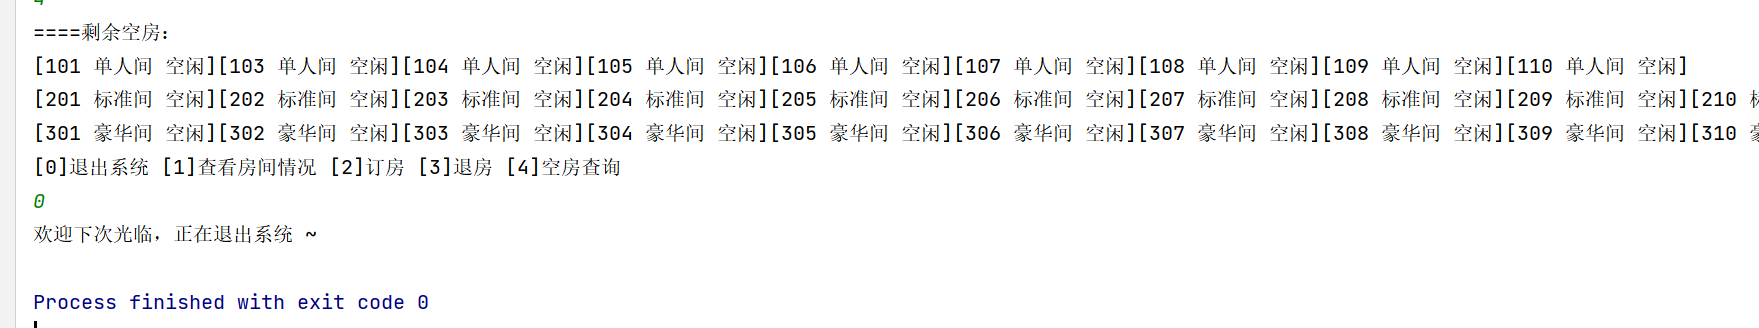 ====剩余空房:
[101 单人间 空闲][103 单人间 空闲][104 单人间 空闲][105 单人间 空闲][106 单人间 空闲][107 单人间 空闲][108 单人间 空闲][109 单人间 空闲][110 单人间 空闲]
[201 标准间 空闲][202 标准间 空闲][203 标准间 空闲][204 标准间 空闲][205 标准间 空闲][206 标准间 空闲][207 标准间 空闲][208 标准间 空闲][209 标准间 空闲][210
[301 豪华间 空闲][302 豪华间 空闲][303 豪华间 空闲][304 豪华间 空闲][305 豪华间 空闲][306 豪华间 空闲][307 豪华间 空闲][308 豪华间 空闲][309 豪华间 空闲][310
[0]退出系统 [1]查看房间情况 [2]订房 [3]退房 [4]空房查询
0
欢迎下次光临，正在退出系统 ~
Process finished with exit code 0